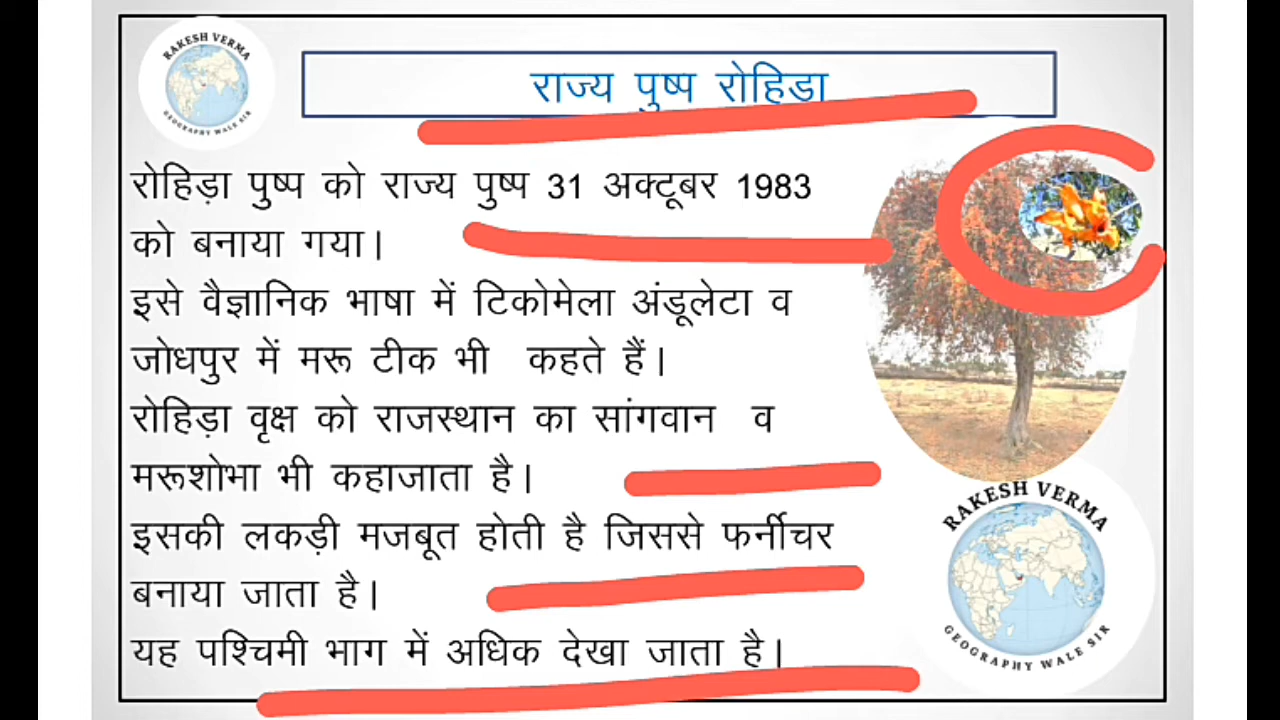 RAKESH VERMA
GEOGRAPHY WALE SIR
राज्य पुष्प रोहिडा
रोहिड़ा पुष्प को राज्य पुष्प 31 अक्टूबर 1983
को बनाया गया।
इसे वैज्ञानिक भाषा में टिकोमेला अंडूलेटा व
जोधपुर में मरू टीक भी कहते हैं।
रोहिड़ा वृक्ष को राजस्थान का सांगवान व
मरूशोभा भी कहाजाता है।
इसकी लकड़ी मजबूत होती है जिससे फर्नीचर
बनाया जाता है।
यह पश्चिमी भाग में अधिक देखा जाता है।
RAKESH VERMA
GEOGRAPHY WALE SIR